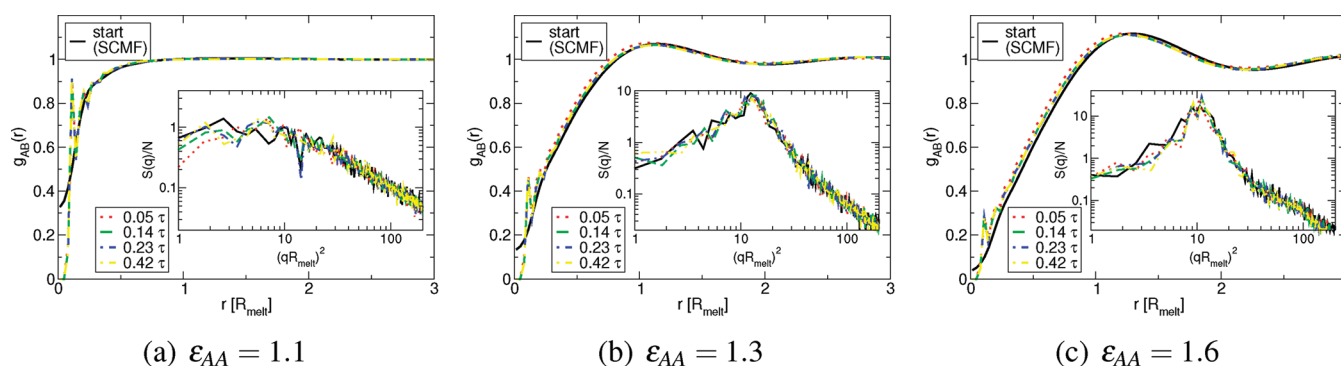 start
(SCMF)
g_AB(r)
1
0.8
0.6
0.4
0.2
0
S(q)/N
1
0.1
1 10 100
(qR_melt)²
0.05 τ
0.14 τ
0.23 τ
0.42 τ
0 1 2 3
r [R_melt]
(a) ε_AA = 1.1
start
(SCMF)
g_AB(r)
1
0.8
0.6
0.4
0.2
0
S(q)/N
10
1
0.1
1 10 100
(qR_melt)²
0.05 τ
0.14 τ
0.23 τ
0.42 τ
0 1 2 3
r [R_melt]
(b) ε_AA = 1.3
start
(SCMF)
g_AB(r)
1
0.8
0.6
0.4
0.2
0
S(q)/N
10
1
0.1
1 10 100
(qR_melt)²
0.05 τ
0.14 τ
0.23 τ
0.42 τ
0 1 2 3
r [R_melt]
(c) ε_AA = 1.6